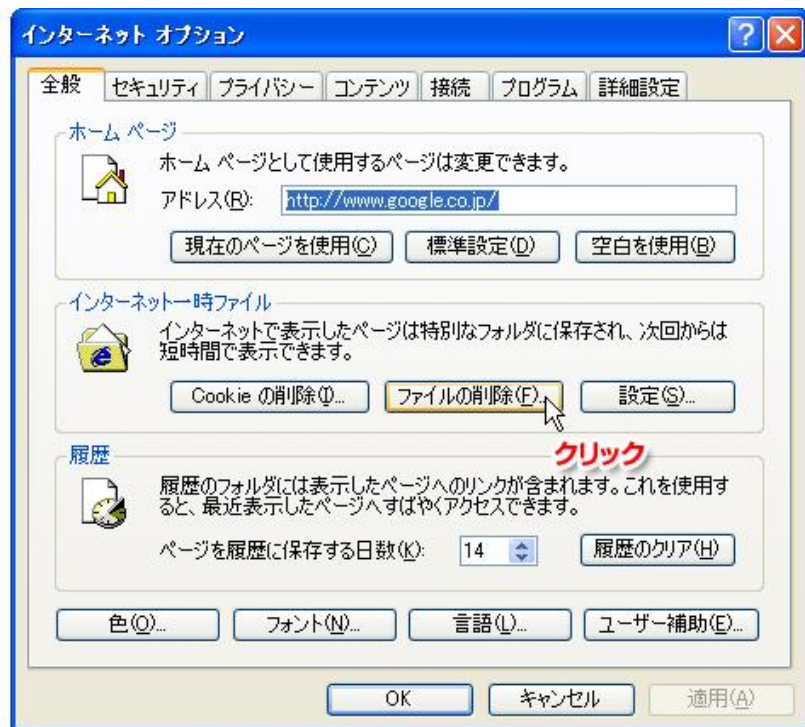 インターネット オプション
全般 セキュリティ プライバシー コンテンツ 接続 プログラム 詳細設定
ホーム ページ
ホーム ページとして使用するページは変更できます。
アドレス(R): http://www.google.co.jp/
現在のページを使用(C) 標準設定(D) 空白を使用(B)
インターネット一時ファイル
インターネットで表示したページは特別なフォルダに保存され、次回からは
短時間で表示できます。
Cookie の削除(I)... ファイルの削除(F)... 設定(S)...
クリック
履歴
履歴のフォルダには表示したページへのリンクが含まれます。これを使用す
ると、最近表示したページへすばやくアクセスできます。
ページを履歴に保存する日数(K): 14 履歴のクリア(H)
色(O)... フォント(N)... 言語(L)... ユーザー補助(E)...
OK キャンセル 適用(A)